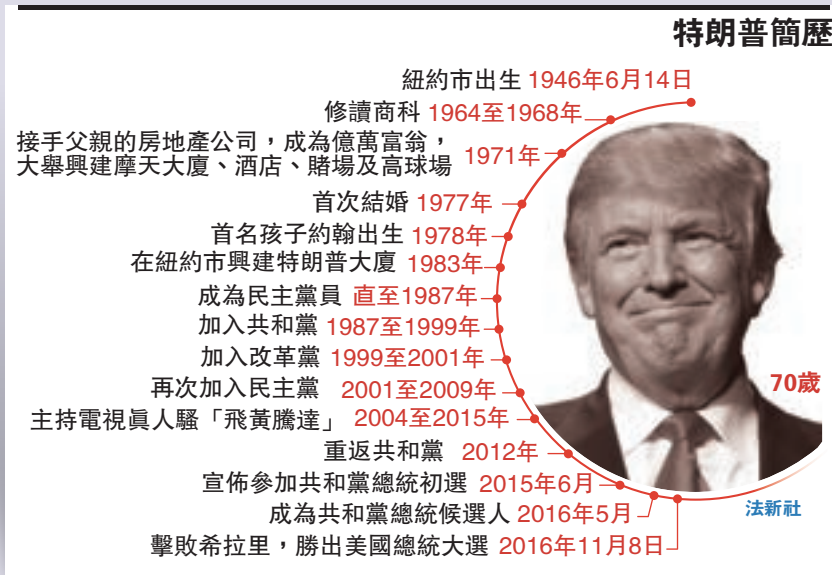 特朗普簡歷
紐約市出生 1946年6月14日
修讀商科 1964至1968年
接手父親的房地產公司，成為億萬富翁，
大舉興建摩天大廈、酒店、賭場及高球場 1971年
首次結婚 1977年
首名孩子約翰出生 1978年
在紐約市興建特朗普大廈 1983年
成為民主黨員 直至1987年
加入共和黨 1987至1999年
加入改革黨 1999至2001年
再次加入民主黨 2001至2009年
主持電視眞人騷「飛黃騰達」 2004至2015年
重返共和黨 2012年
宣佈參加共和黨總統初選 2015年6月
成為共和黨總統候選人 2016年5月
擊敗希拉里，勝出美國總統大選 2016年11月8日
70歲
法新社